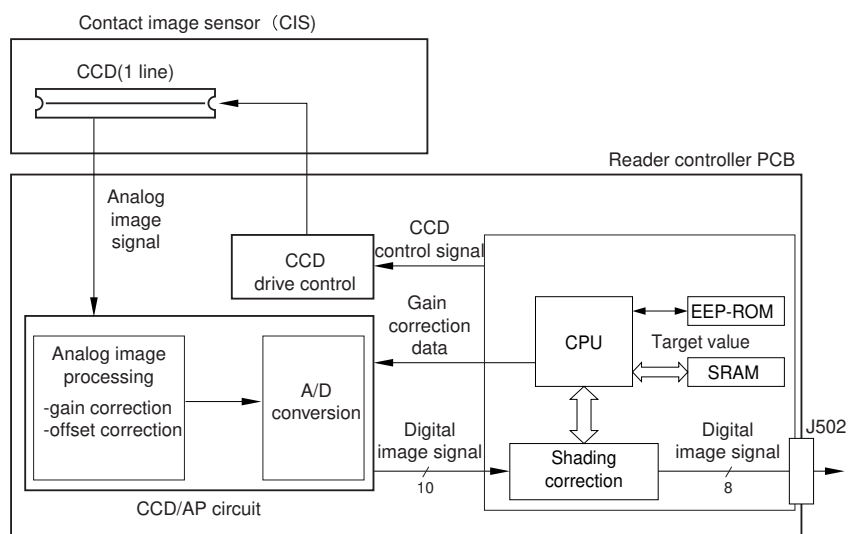 Contact image sensor（CIS)
CCD(1 line)
Reader controller PCB
Analog
image
signal
CCD
drive control
CCD
control signal
Gain
correction
data
CPU
EEP-ROM
Target value
SRAM
Analog image
processing
-gain correction
-offset correction
A/D
conversion
J502
Digital
image signal
10
Shading
correction
Digital
image signal
8
CCD/AP circuit